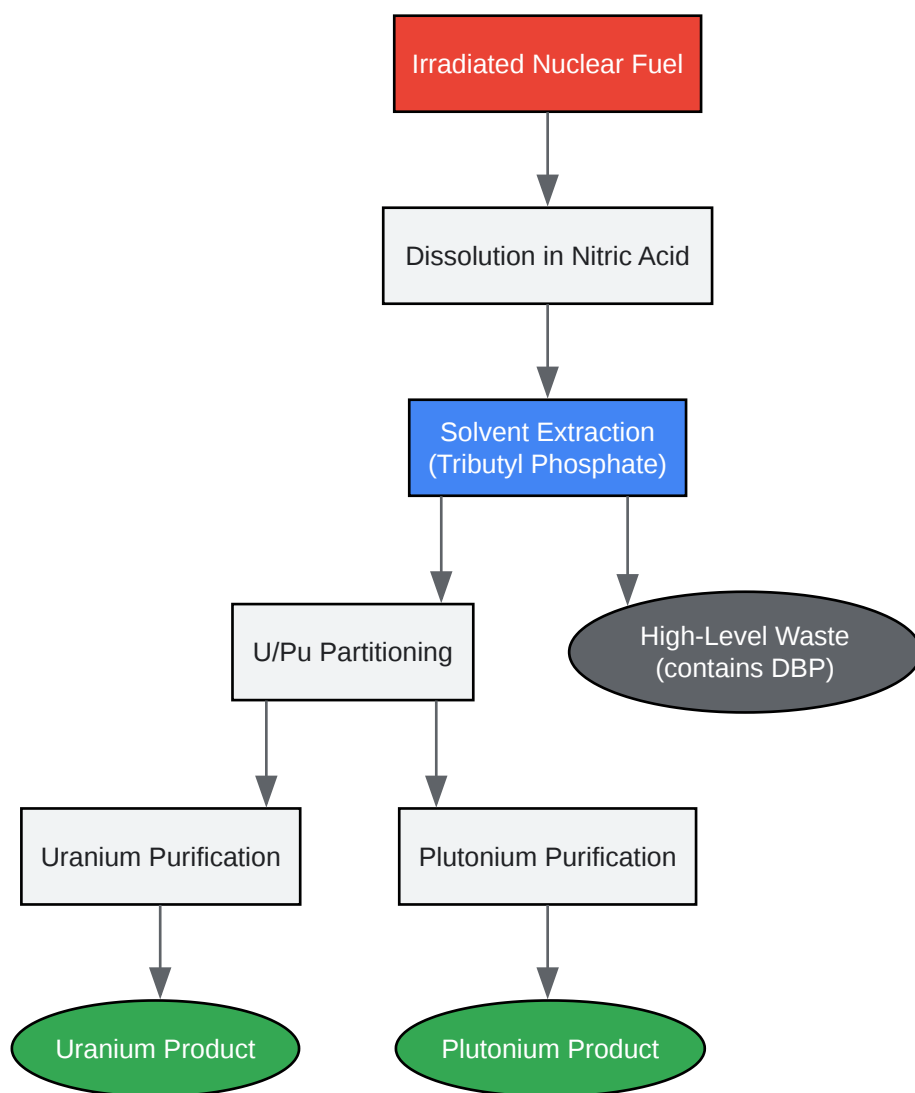 Irradiated Nuclear Fuel
Dissolution in Nitric Acid
Solvent Extraction
(Tributyl Phosphate)
U/Pu Partitioning
High-Level Waste
(contains DBP)
Uranium Purification
Plutonium Purification
Uranium Product
Plutonium Product